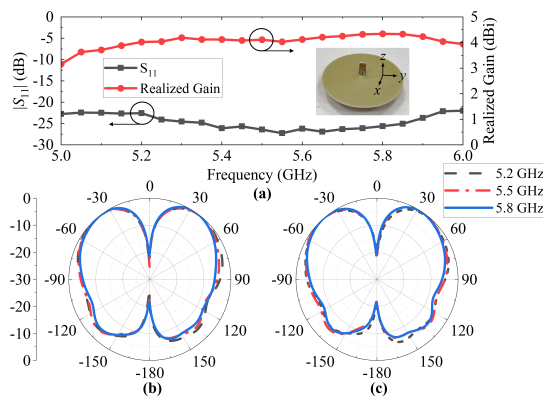 (a)
|S11| (dB)
0
-5
-10
-15
-20
-25
-30
S11
Realized Gain
z
y
x
5
4
3
2
1
0
Realized Gain (dBi)
5.0 5.2 5.4 5.6 5.8 6.0
Frequency (GHz)
(a)
5.2 GHz
5.5 GHz
5.8 GHz
0
-10
-20
-30
-40
-30
-20
-10
0
0
30
60
90
120
150
-180
-150
-120
-90
-60
-30
(b)
0
30
60
90
120
150
-180
-150
-120
-90
-60
-30
(c)